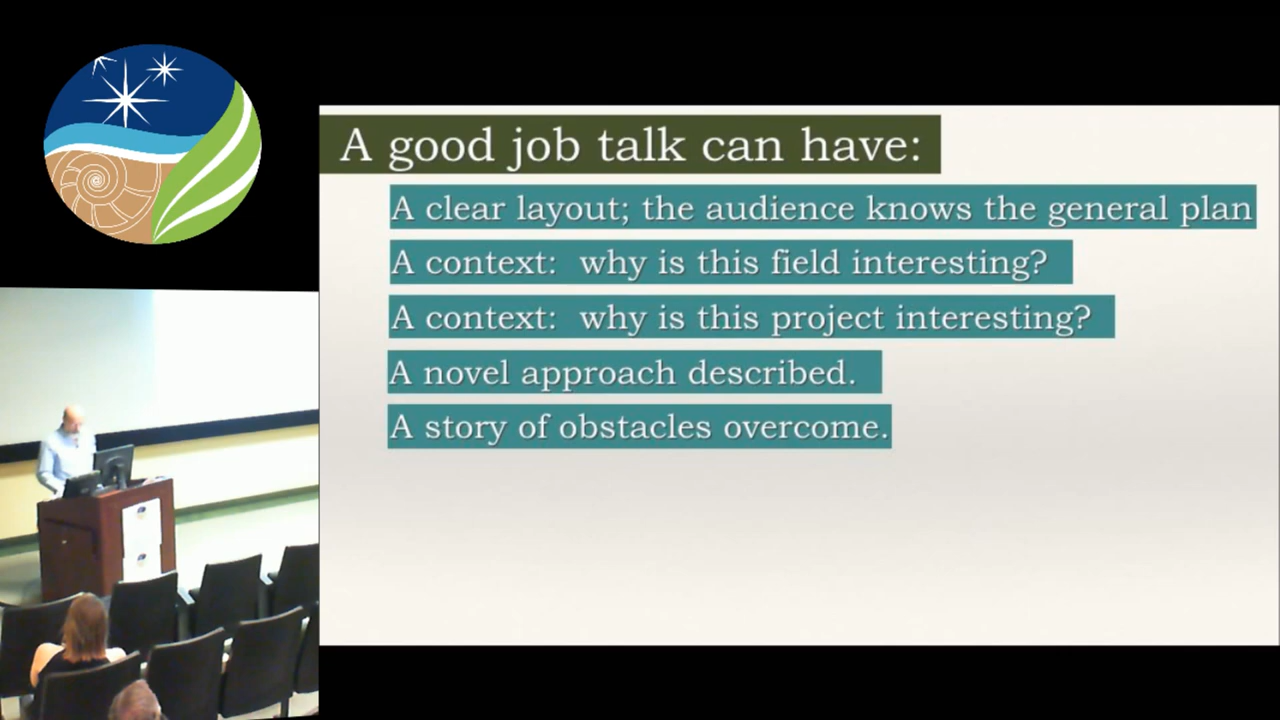 A good job talk can have:
A clear layout; the audience knows the general plan
A context:  why is this field interesting?
A context:  why is this project interesting?
A novel approach described.
A story of obstacles overcome.